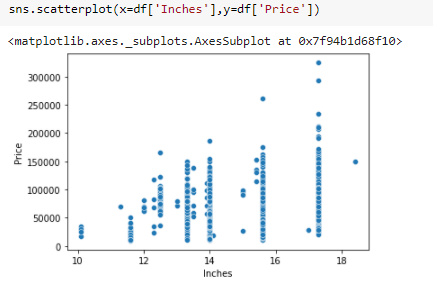 sns.scatterplot(x=df['Inches'],y=df['Price'])
<matplotlib.axes._subplots.AxesSubplot at 0x7f94b1d68f10>
300000
250000
200000
150000
100000
50000
0
Price
10 12 14 16 18
Inches